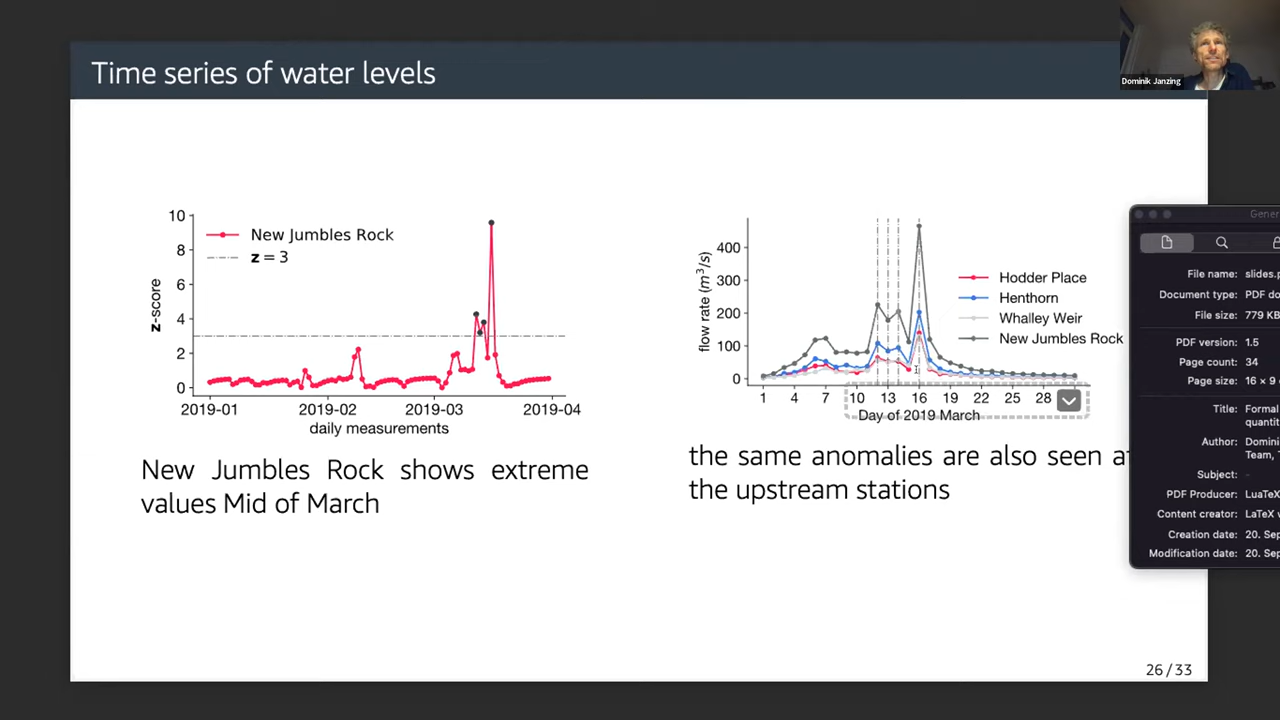 Time series of water levels
Dominik Janzing
10
8
6
4
2
0
z-score
New Jumbles Rock
z = 3
2019-01
2019-02
2019-03
2019-04
daily measurements
New Jumbles Rock shows extreme
values Mid of March
400
300
200
100
0
flow rate (m³/s)
Hodder Place
Henthorn
Whalley Weir
New Jumbles Rock
1
4
7
10
13
16
19
22
25
28
Day of 2019 March
the same anomalies are also seen at
the upstream stations
Gener
File name: slides.p
Document type: PDF do
File size: 779 KB
PDF version: 1.5
Page count: 34
Page size: 16 × 9
Title: Formal
quantit
Author: Domini
Team, T
Subject: -
PDF Producer: LuaTe
Content creator: LaTeX
Creation date: 20. Sep
Modification date: 20. Sep
26 / 33